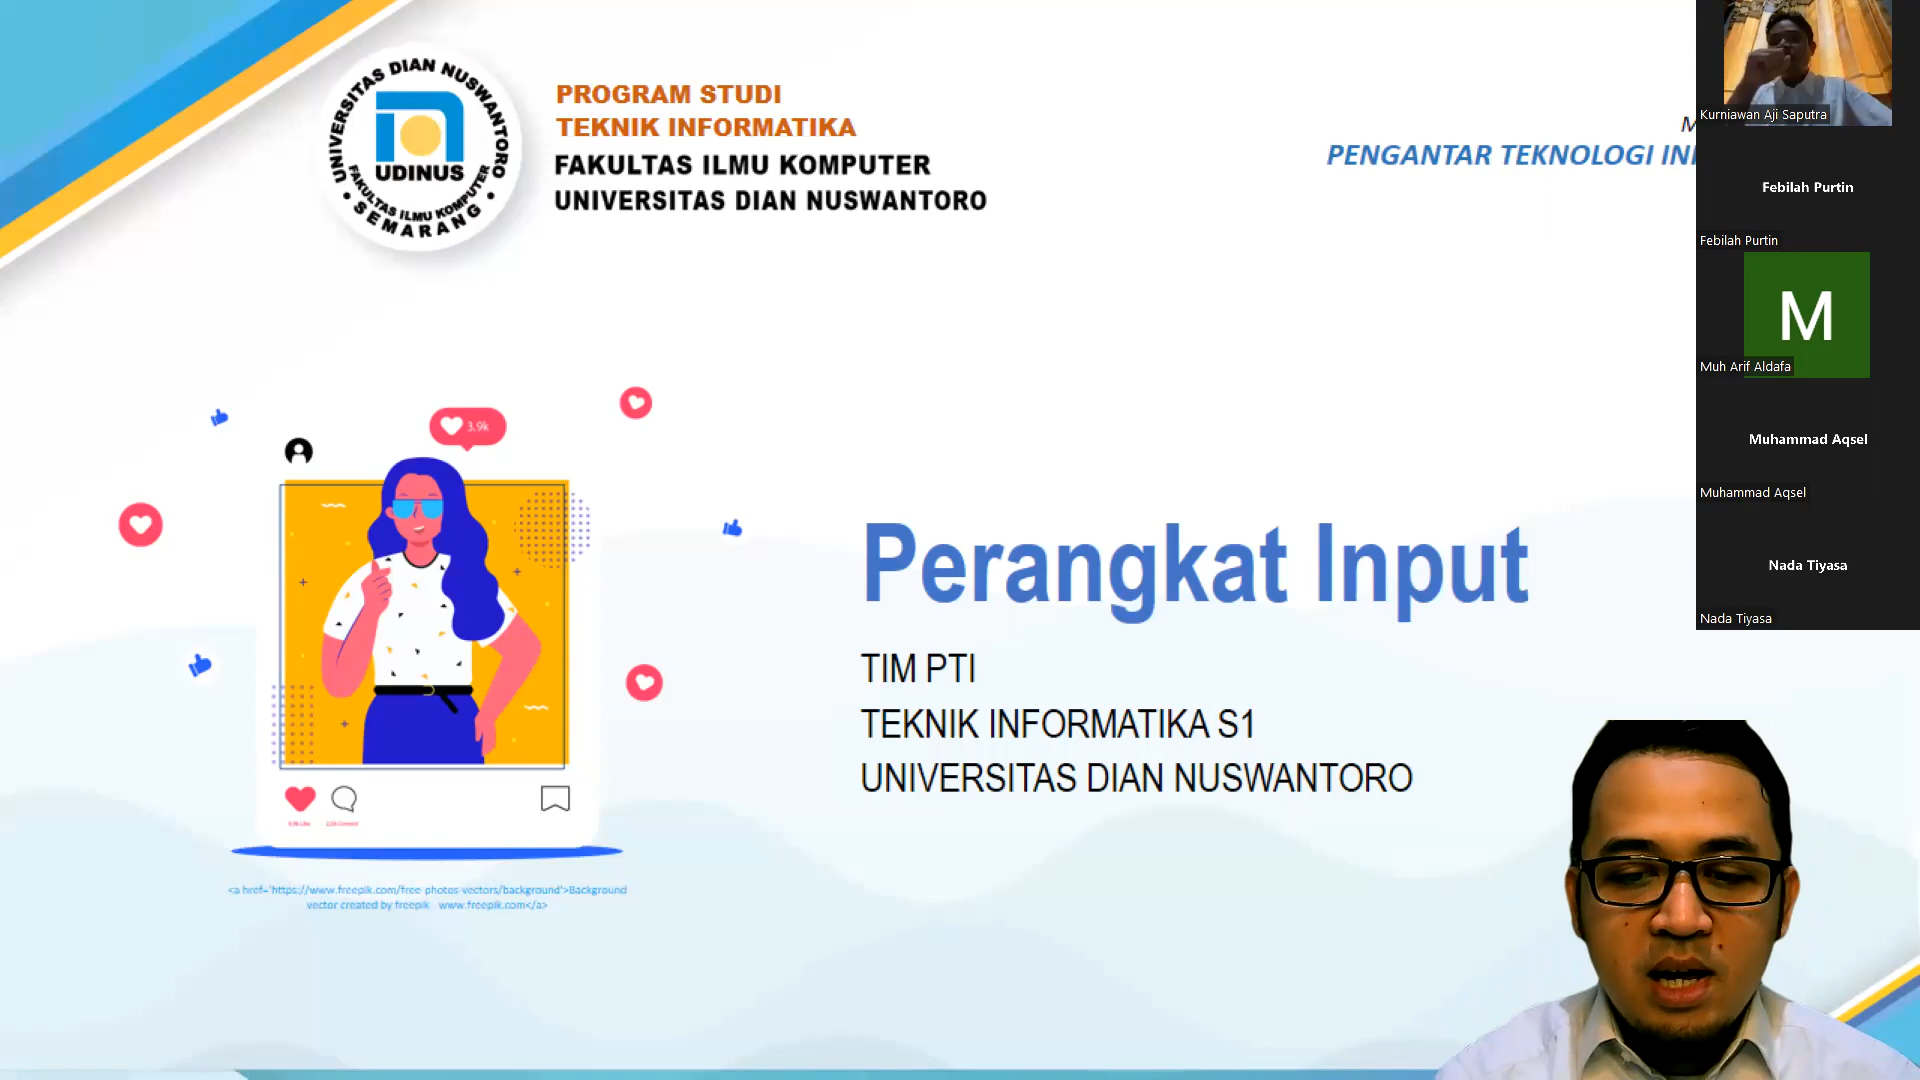 UNIVERSITAS DIAN NUSWANTORO
UDINUS
FAKULTAS ILMU KOMPUTER
• SEMARANG •
PROGRAM STUDI
TEKNIK INFORMATIKA
FAKULTAS ILMU KOMPUTER
UNIVERSITAS DIAN NUSWANTORO
M
PENGANTAR TEKNOLOGI IN
3.9k
Perangkat Input
TIM PTI
TEKNIK INFORMATIKA S1
UNIVERSITAS DIAN NUSWANTORO
<a href='https://www.freepik.com/free-photos-vectors/background'>Background
vector created by freepik - www.freepik.com</a>
Kurniawan Aji Saputra
Febilah Purtin
Febilah Purtin
M
Muh Arif Aldafa
Muhammad Aqsel
Muhammad Aqsel
Nada Tiyasa
Nada Tiyasa